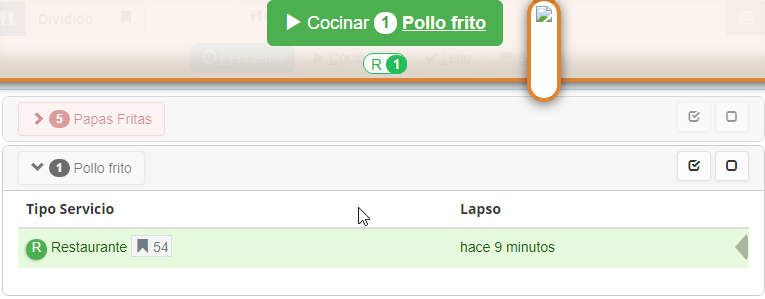 Dividido
Cocinar 1 Pollo frito
R 1
5 Papas Fritas
1 Pollo frito
Tipo Servicio Lapso
R Restaurante 54 hace 9 minutos